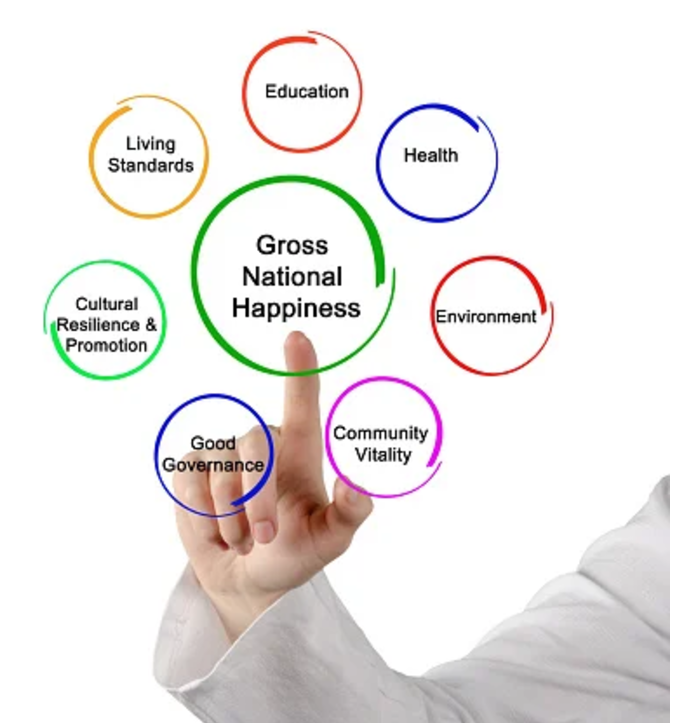 Education
Living
Standards
Health
Gross
National
Happiness
Cultural
Resilience &
Promotion
Environment
Good
Governance
Community
Vitality